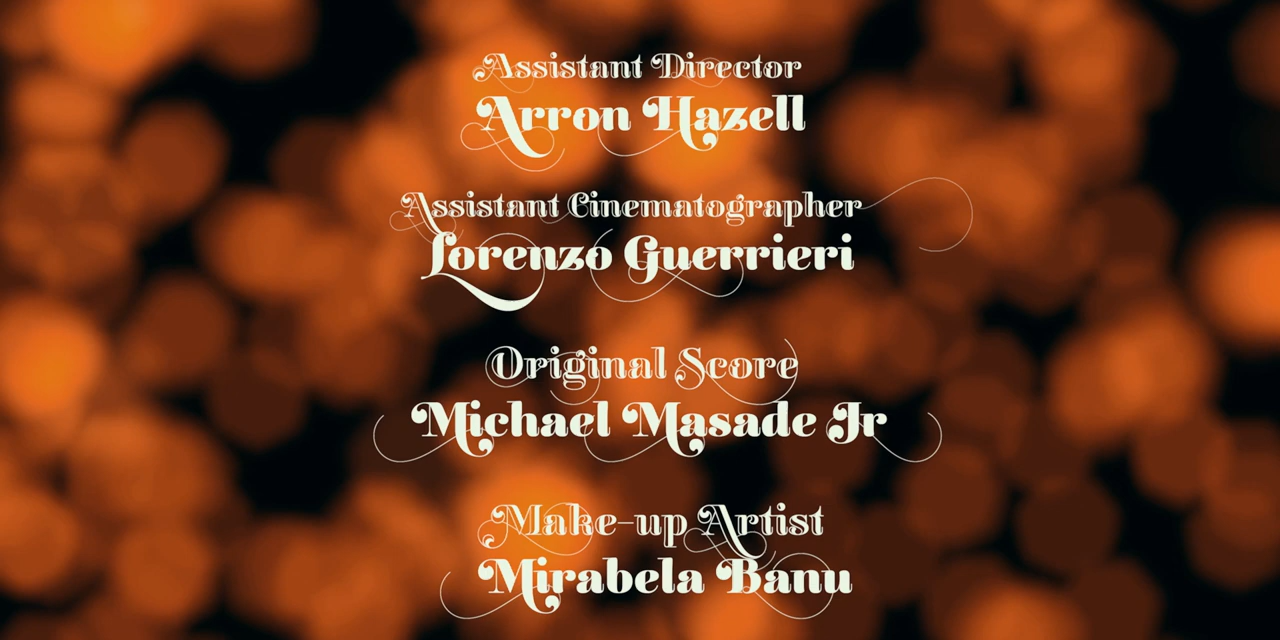 Assistant Director
Arron Hazell
Assistant Cinematographer
Lorenzo Guerrieri
Original Score
Michael Masade Jr
Make-up Artist
Mirabela Banu